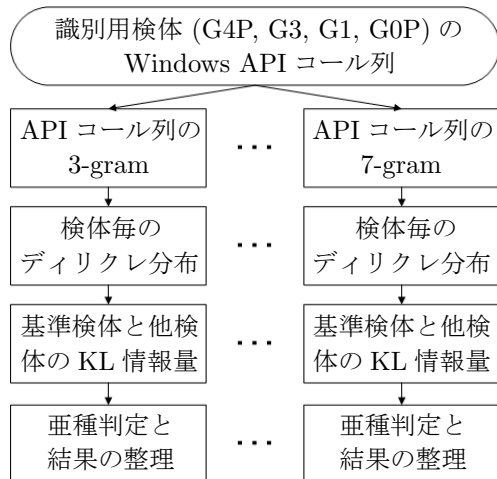 識別用検体 (G4P, G3, G1, G0P) の
Windows API コール列
API コール列の
3-gram
...
API コール列の
7-gram
検体毎の
ディリクレ分布
...
検体毎の
ディリクレ分布
基準検体と他検
体の KL 情報量
...
基準検体と他検
体の KL 情報量
亜種判定と
結果の整理
...
亜種判定と
結果の整理